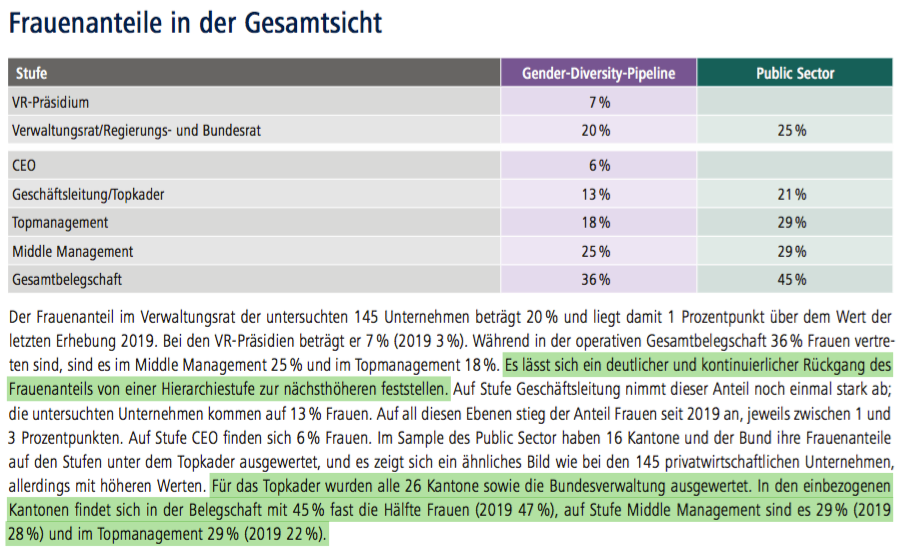 Frauenanteile in der Gesamtsicht
Stufe Gender-Diversity-Pipeline Public Sector
VR-Präsidium 7 %
Verwaltungsrat/Regierungs- und Bundesrat 20 % 25 %
CEO 6 %
Geschäftsleitung/Topkader 13 % 21 %
Topmanagement 18 % 29 %
Middle Management 25 % 29 %
Gesamtbelegschaft 36 % 45 %
Der Frauenanteil im Verwaltungsrat der untersuchten 145 Unternehmen beträgt 20 % und liegt damit 1 Prozentpunkt über dem Wert der
letzten Erhebung 2019. Bei den VR-Präsidien beträgt er 7 % (2019 3 %). Während in der operativen Gesamtbelegschaft 36 % Frauen vertre-
ten sind, sind es im Middle Management 25 % und im Topmanagement 18 %. Es lässt sich ein deutlicher und kontinuierlicher Rückgang des
Frauenanteils von einer Hierarchiestufe zur nächsthöheren feststellen. Auf Stufe Geschäftsleitung nimmt dieser Anteil noch einmal stark ab;
die untersuchten Unternehmen kommen auf 13 % Frauen. Auf all diesen Ebenen stieg der Anteil Frauen seit 2019 an, jeweils zwischen 1 und
3 Prozentpunkten. Auf Stufe CEO finden sich 6 % Frauen. Im Sample des Public Sector haben 16 Kantone und der Bund ihre Frauenanteile
auf den Stufen unter dem Topkader ausgewertet, und es zeigt sich ein ähnliches Bild wie bei den 145 privatwirtschaftlichen Unternehmen,
allerdings mit höheren Werten. Für das Topkader wurden alle 26 Kantone sowie die Bundesverwaltung ausgewertet. In den einbezogenen
Kantonen findet sich in der Belegschaft mit 45 % fast die Hälfte Frauen (2019 47 %), auf Stufe Middle Management sind es 29 % (2019
28 %) und im Topmanagement 29 % (2019 22 %).